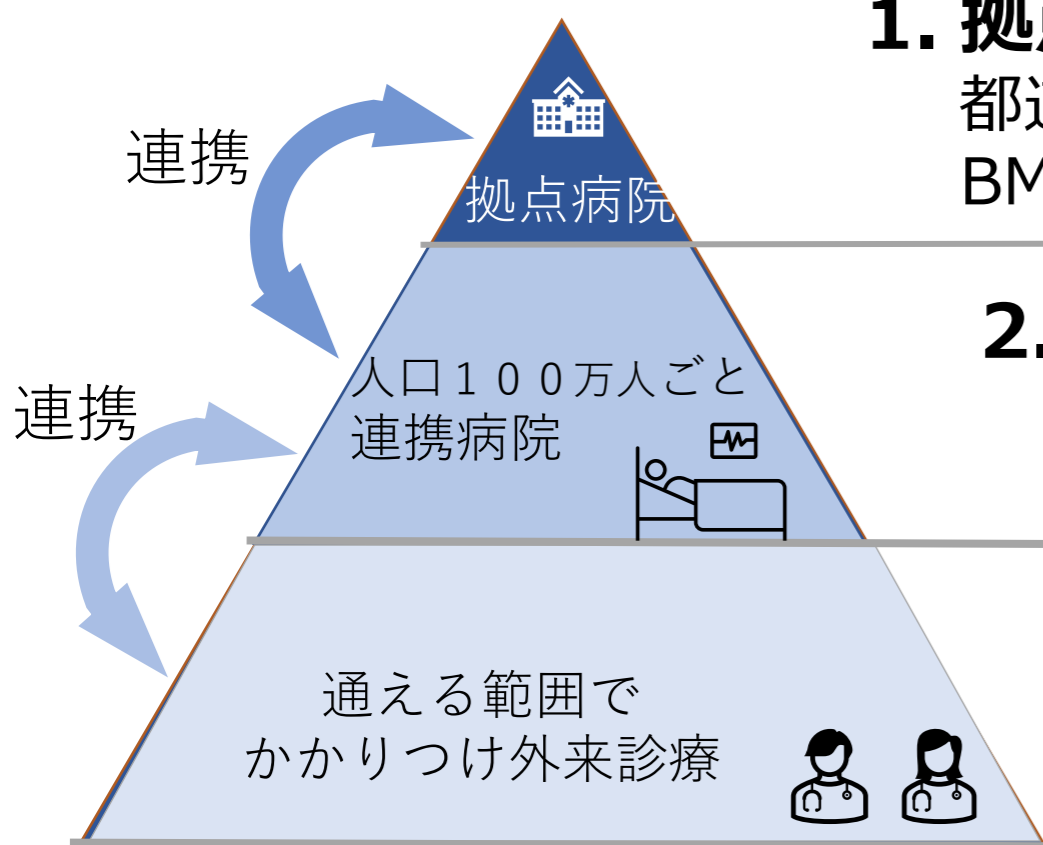 1. 拠
都道
BM
連携
拠点病院
2.
人口１００万人ごと
連携病院
連携
通える範囲で
かかりつけ外来診療